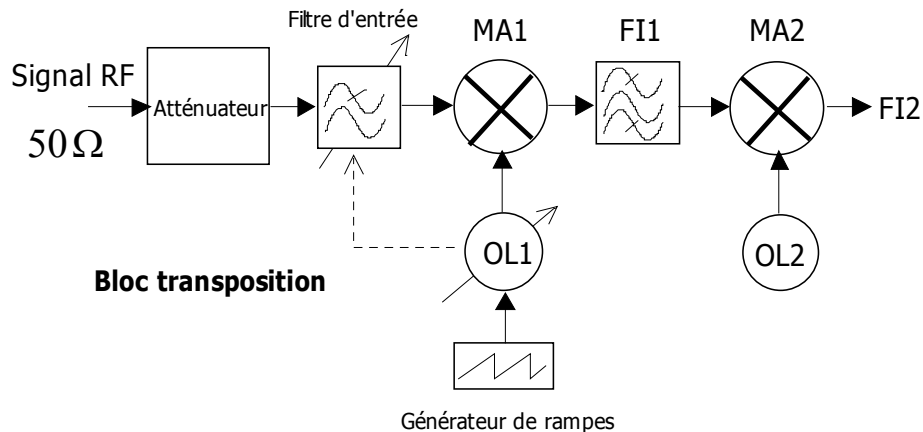 Filtre d'entrée
MA1
FI1
MA2
Signal RF
Atténuateur
FI2
50Ω
OL1
OL2
Bloc transposition
Générateur de rampes